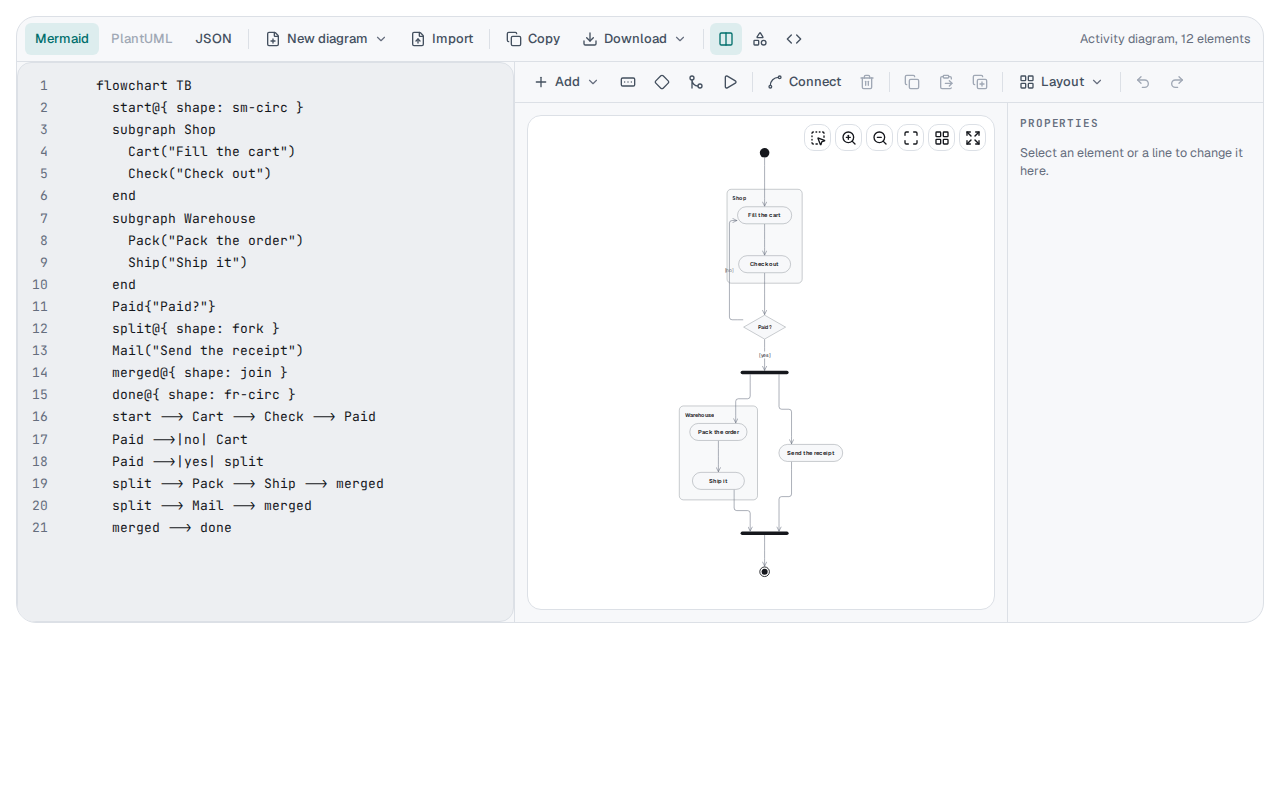 Mermaid PlantUML JSON New diagram Import Copy Download Activity diagram, 12 elements
Add Connect Layout
1 flowchart TB
2 start@{ shape: sm-circ }
3 subgraph Shop
4 Cart("Fill the cart")
5 Check("Check out")
6 end
7 subgraph Warehouse
8 Pack("Pack the order")
9 Ship("Ship it")
10 end
11 Paid{"Paid?"}
12 split@{ shape: fork }
13 Mail("Send the receipt")
14 merged@{ shape: join }
15 done@{ shape: fr-circ }
16 start --> Cart --> Check --> Paid
17 Paid -->|no| Cart
18 Paid -->|yes| split
19 split --> Pack --> Ship --> merged
20 split --> Mail --> merged
21 merged --> done
Shop
Fill the cart
Check out
Paid?
[yes]
Warehouse
Pack the order
Send the receipt
Ship it
PROPERTIES
Select an element or a line to change it
here.